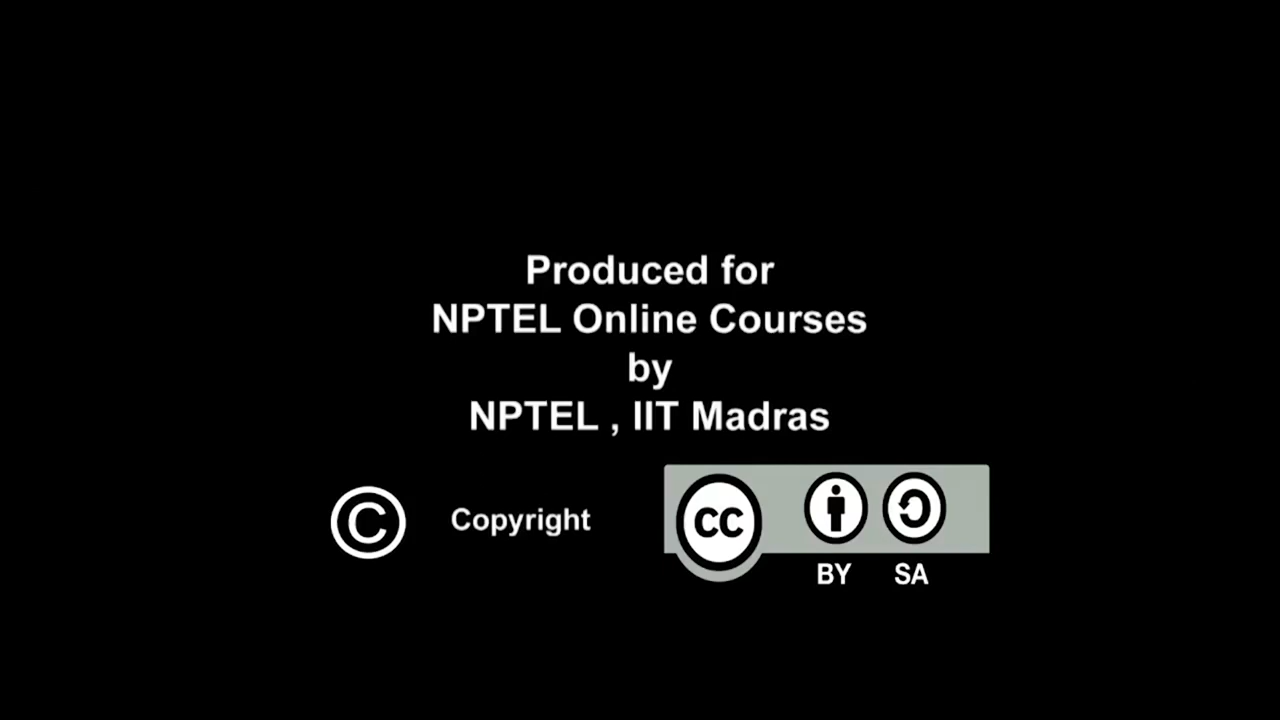 Produced for
NPTEL Online Courses
by
NPTEL , IIT Madras
© Copyright
cc
BY SA